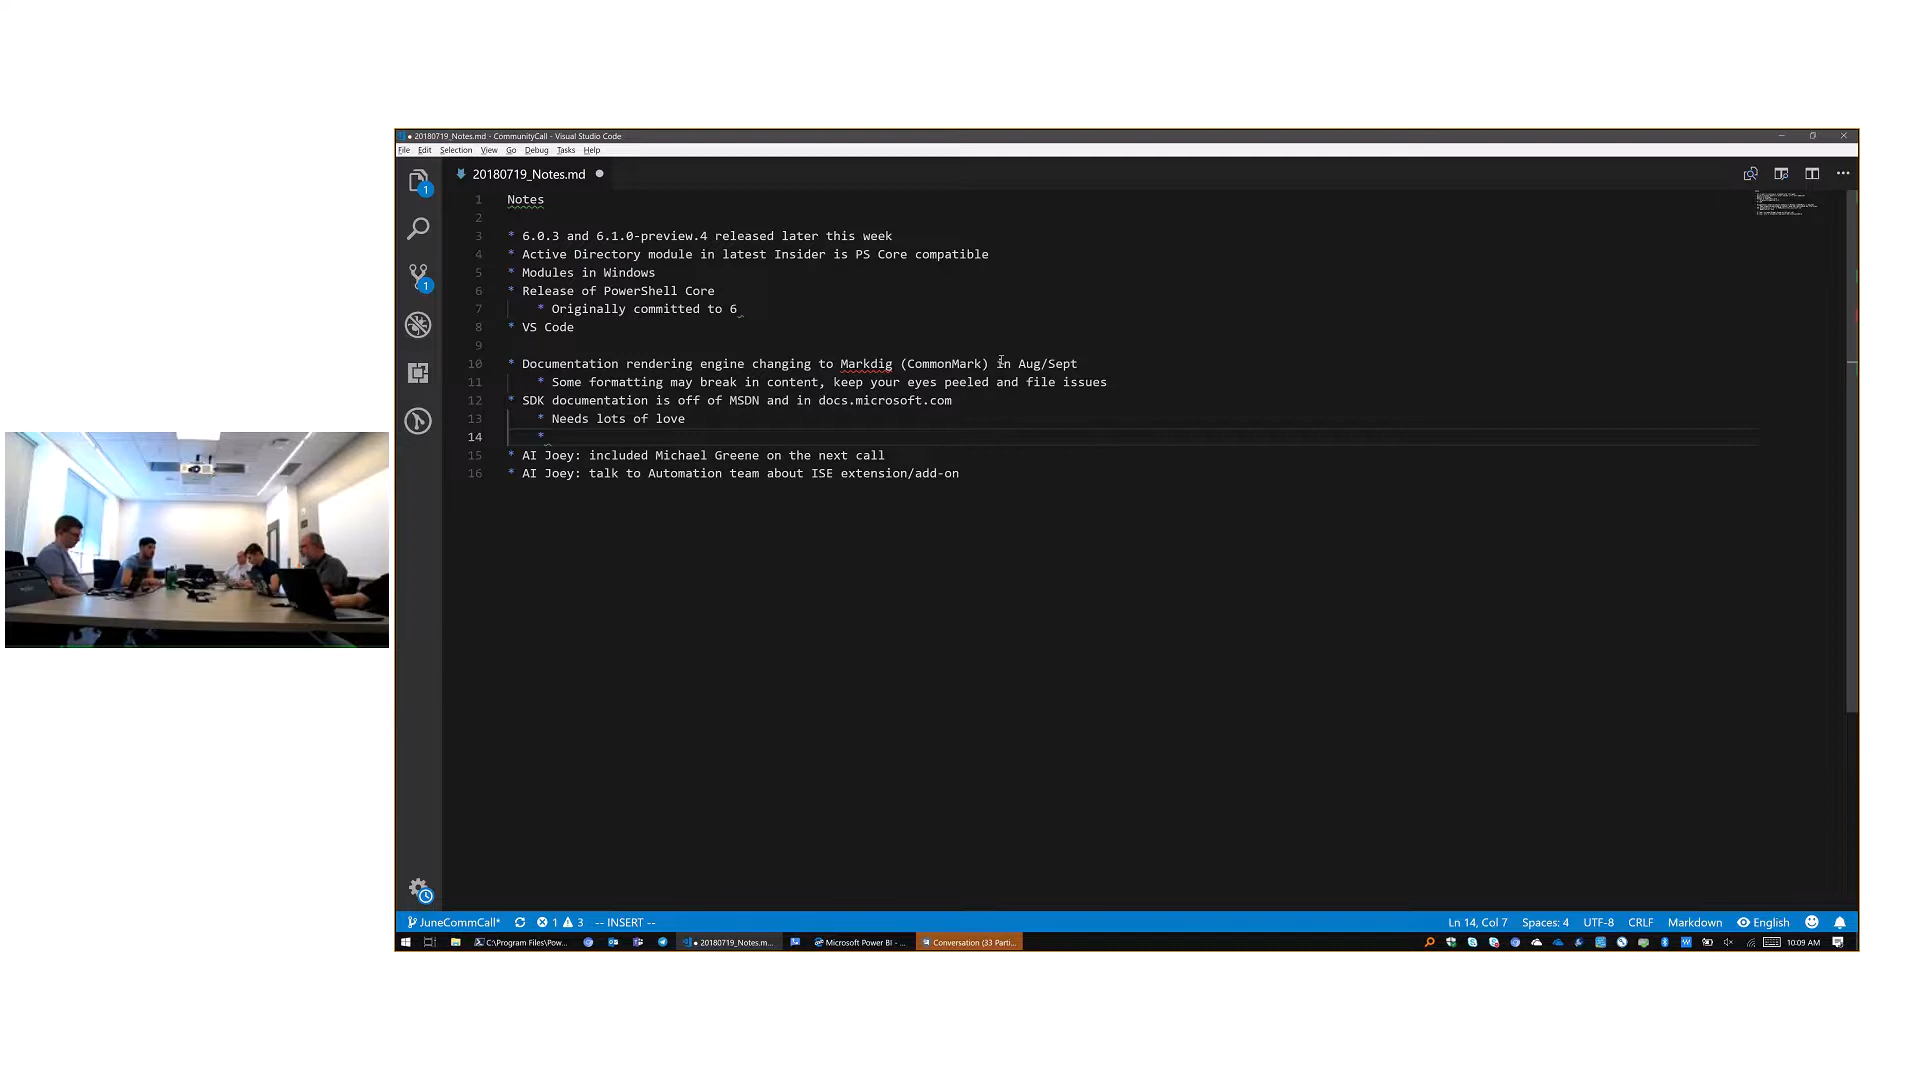 ● 20180719_Notes.md - CommunityCall - Visual Studio Code
File Edit Selection View Go Debug Tasks Help
1
20180719_Notes.md ●
1 Notes
2
3 * 6.0.3 and 6.1.0-preview.4 released later this week
4 * Active Directory module in latest Insider is PS Core compatible
5 * Modules in Windows
6 * Release of PowerShell Core
7 * Originally committed to 6
1
8 * VS Code
9
10 * Documentation rendering engine changing to Markdig (CommonMark) in Aug/Sept
11 * Some formatting may break in content, keep your eyes peeled and file issues
12 * SDK documentation is off of MSDN and in docs.microsoft.com
13 * Needs lots of love
14 *
15 * AI Joey: included Michael Greene on the next call
16 * AI Joey: talk to Automation team about ISE extension/add-on
JuneCommCall* 1 3 -- INSERT -- Ln 14, Col 7 Spaces: 4 UTF-8 CRLF Markdown English
C:\Program Files\Pow... ● 20180719_Notes.m... Microsoft Power BI - ... Conversation (33 Parti... 10:09 AM